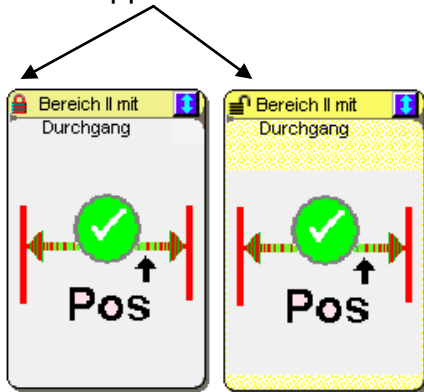 Bereich II mit
Durchgang
Pos
Bereich II mit
Durchgang
Pos